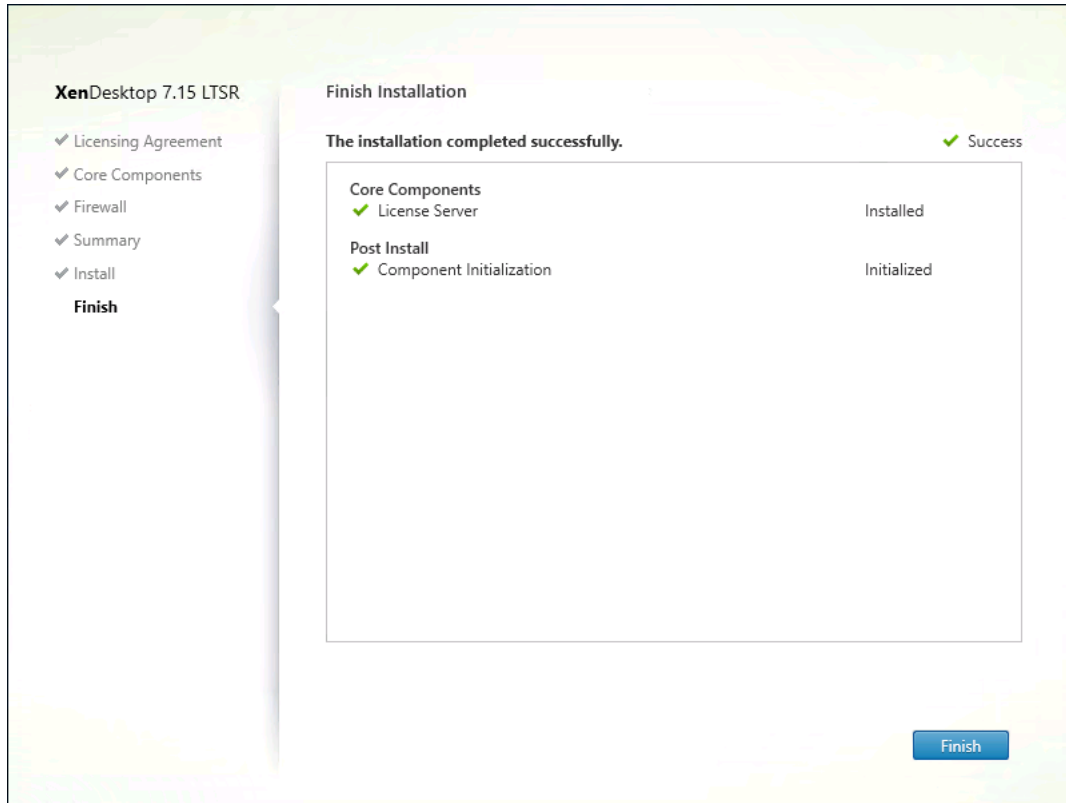 XenDesktop 7.15 LTSR
Licensing Agreement
Core Components
Firewall
Summary
Install
Finish
Finish Installation
The installation completed successfully.
Success
Core Components
License Server Installed
Post Install
Component Initialization Initialized
Finish